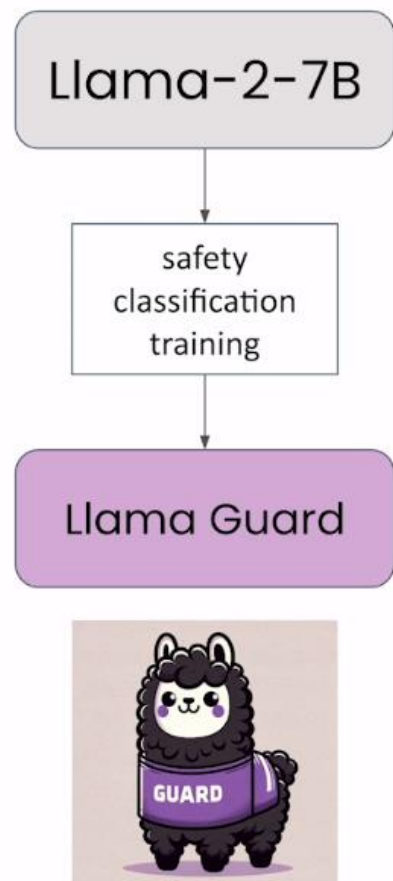 Llama-2-7B
safety
classification
training
Llama Guard
GUARD